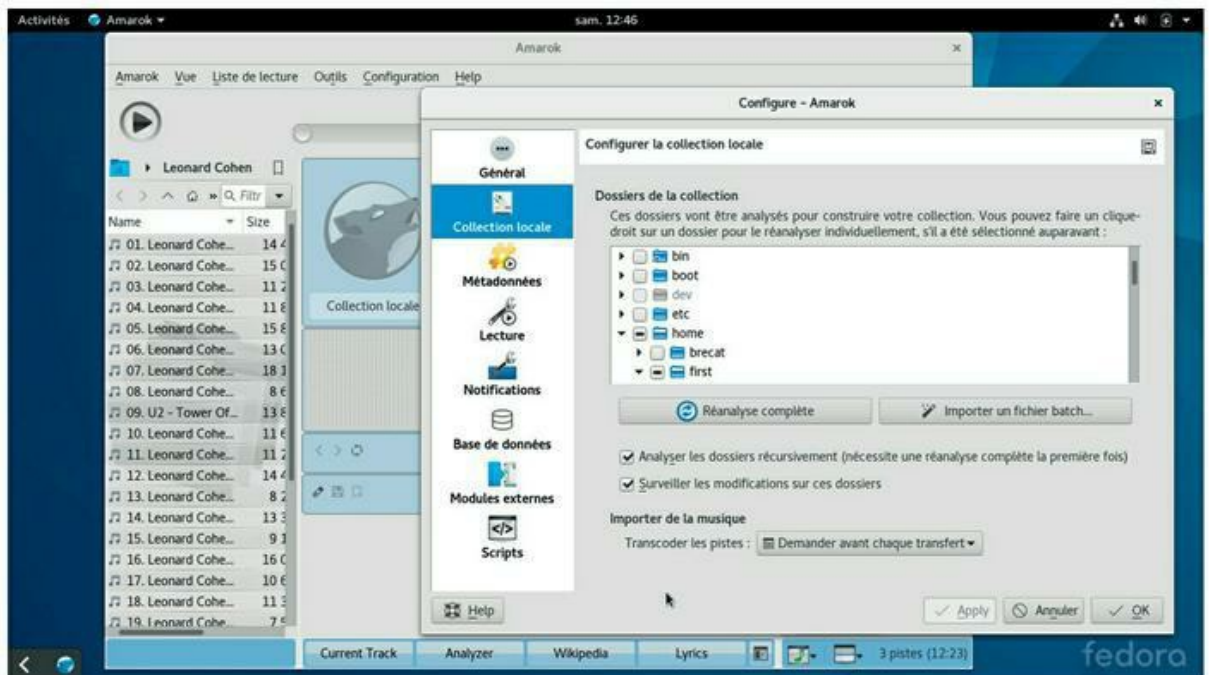 Activités Amarok sam. 12:46
Amarok
Amarok Vue Liste de lecture Outils Configuration Help
Leonard Cohen
Filtr
Name Size
01. Leonard Cohe...
02. Leonard Cohe...
03. Leonard Cohe...
04. Leonard Cohe...
05. Leonard Cohe...
06. Leonard Cohe...
07. Leonard Cohe...
08. Leonard Cohe...
09. U2 - Tower Of...
10. Leonard Cohe...
11. Leonard Cohe...
12. Leonard Cohe...
13. Leonard Cohe...
14. Leonard Cohe...
15. Leonard Cohe...
16. Leonard Cohe...
17. Leonard Cohe...
18. Leonard Cohe...
19. Leonard Cohe...
Collection locale
Configure - Amarok
Général
Collection locale
Métadonnées
Lecture
Notifications
Base de données
Modules externes
Scripts
Configurer la collection locale
Dossiers de la collection
Ces dossiers vont être analysés pour construire votre collection. Vous pouvez faire un clique-
droit sur un dossier pour le réanalyser individuellement, s'il a été sélectionné auparavant :
bin
boot
dev
etc
home
brecat
first
Réanalyse complète Importer un fichier batch...
Analyser les dossiers récursivement (nécessite une réanalyse complète la première fois)
Surveiller les modifications sur ces dossiers
Importer de la musique
Transcoder les pistes : Demander avant chaque transfert
Help Apply Annuler OK
Current Track Analyzer Wikipedia Lyrics 3 pistes (12:23)
fedora